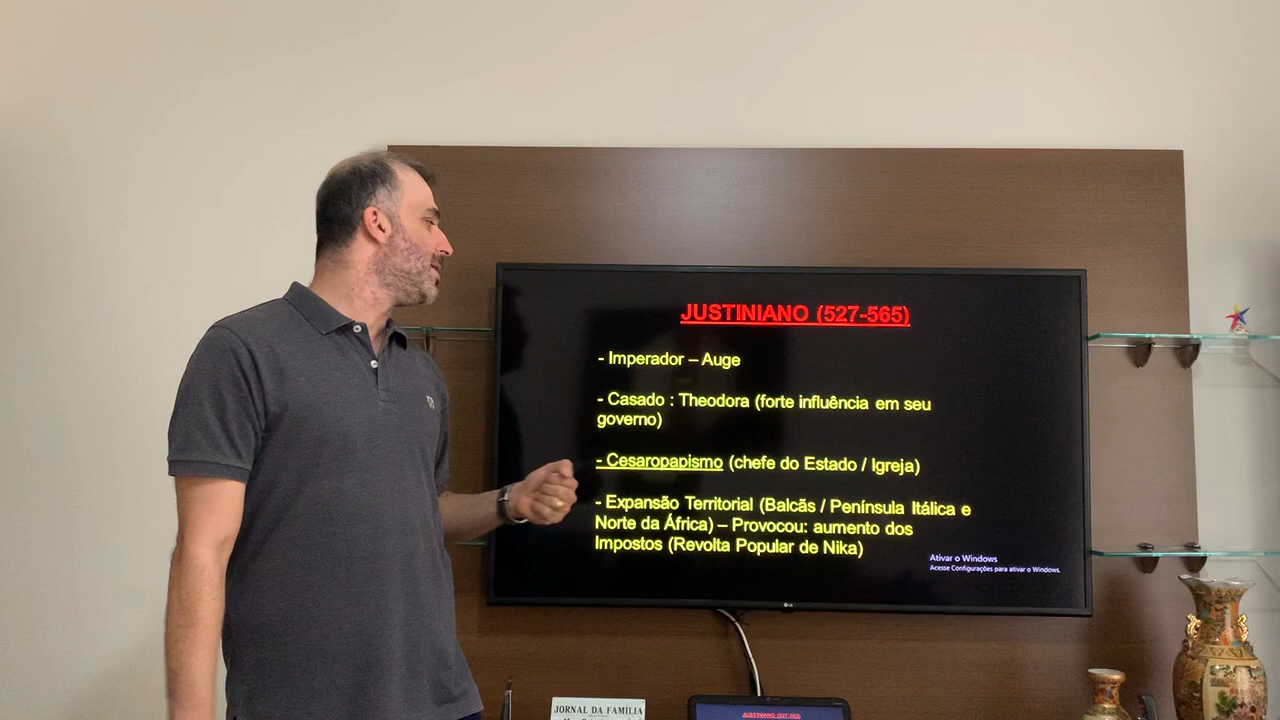 JUSTINIANO (527-565)
- Imperador – Auge
- Casado : Theodora (forte influência em seu
governo)
- Cesaropapismo (chefe do Estado / Igreja)
- Expansão Territorial (Balcãs / Península Itálica e
Norte da África) – Provocou: aumento dos
Impostos (Revolta Popular de Nika)
Ativar o Windows
Acesse Configurações para ativar o Windows.
LG
JORNAL DA FAMÍLIA
JUSTINIANO (527-565)